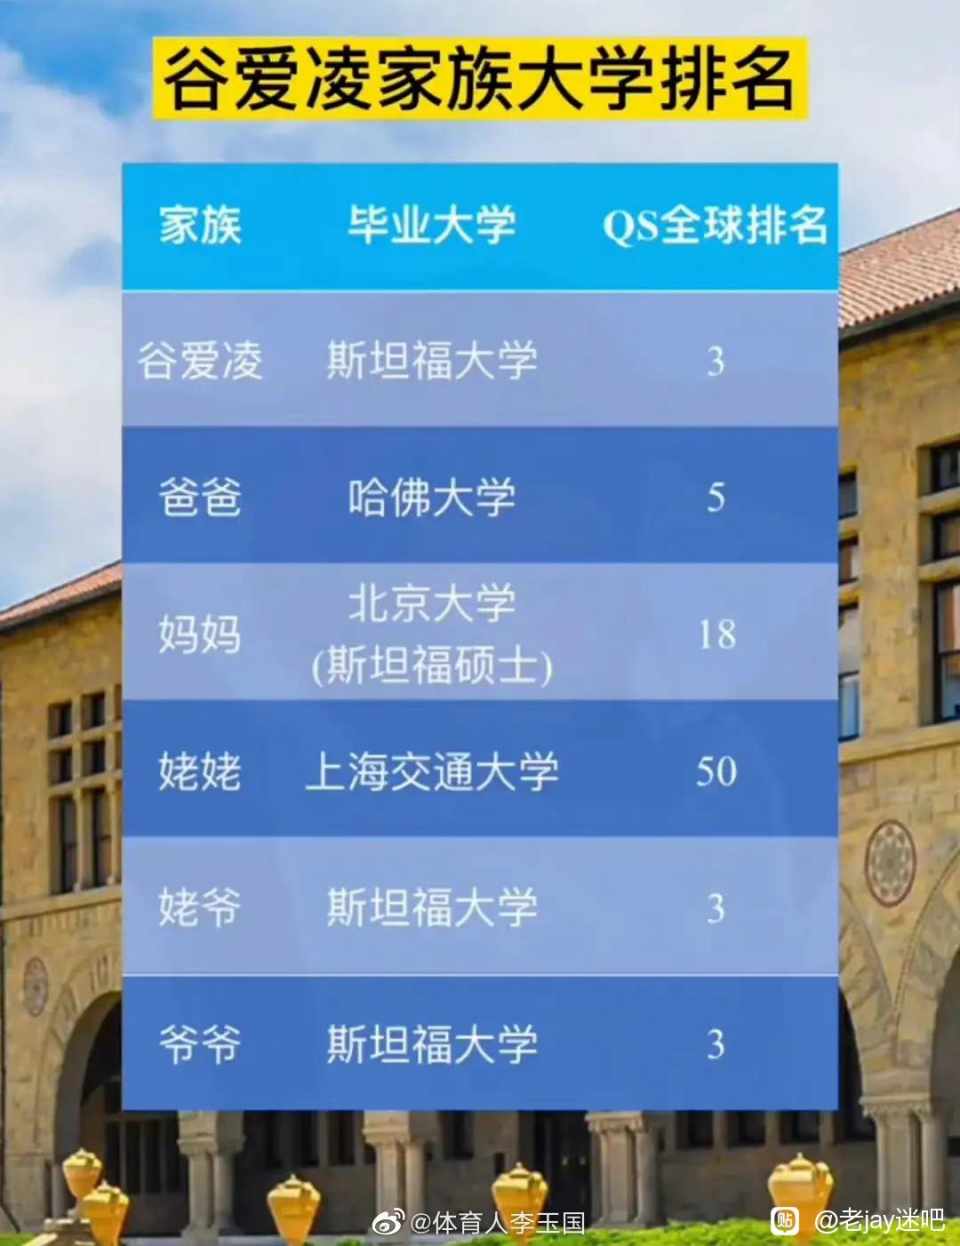 谷爱凌家族大学排名
家族 毕业大学 QS全球排名
谷爱凌 斯坦福大学 3
爸爸 哈佛大学 5
妈妈 北京大学 (斯坦福硕士) 18
姥姥 上海交通大学 50
姥爷 斯坦福大学 3
爷爷 斯坦福大学 3
@体育人李玉国
贴 @老jay迷吧